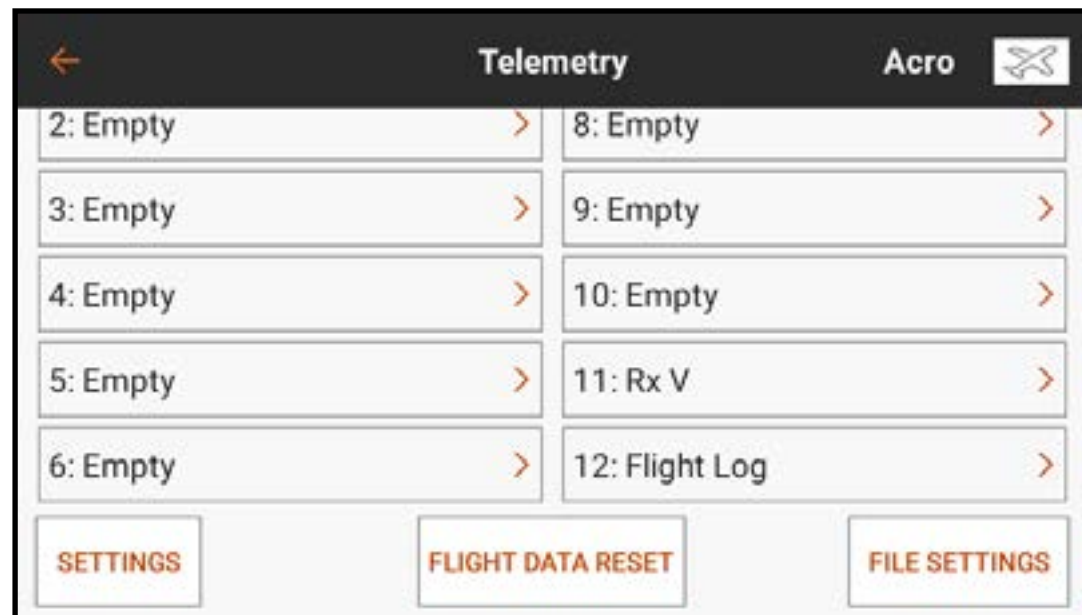 Telemetry Acro
2: Empty 8: Empty
3: Empty 9: Empty
4: Empty 10: Empty
5: Empty 11: Rx V
6: Empty 12: Flight Log
SETTINGS FLIGHT DATA RESET FILE SETTINGS